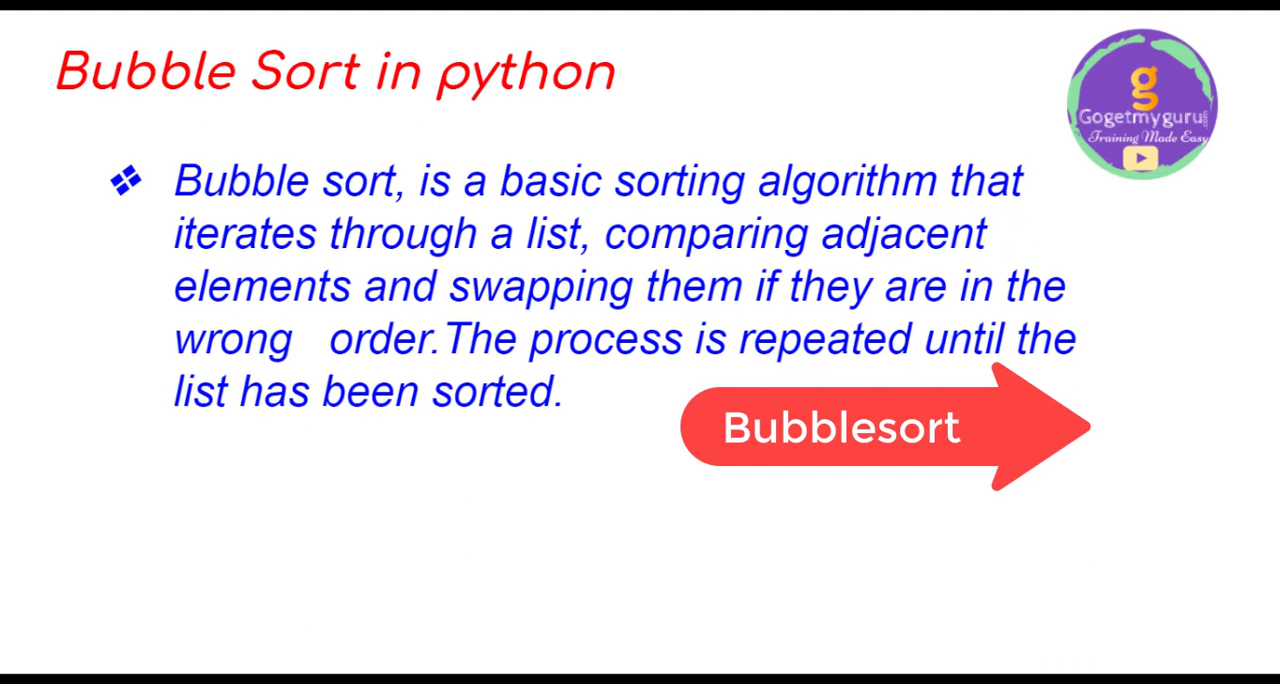 Bubble Sort in python
Bubble sort, is a basic sorting algorithm that
iterates through a list, comparing adjacent
elements and swapping them if they are in the
wrong order.The process is repeated until the
list has been sorted.
Bubblesort
g
Gogetmyguru.com
Training Made Easy